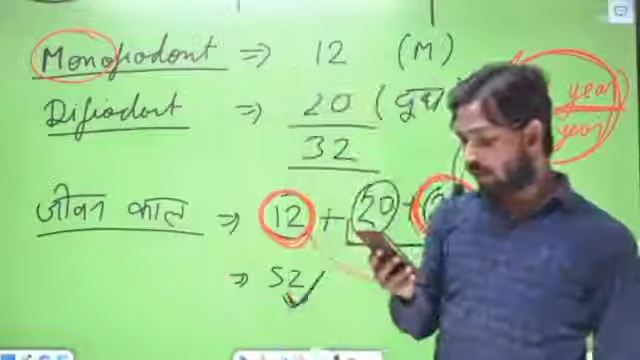 Monofiodont ⇒ 12 (M)
year
Difiodont ⇒ 20 (दूध
year
32
जीवन काल ⇒ 12 + 20 +
⇒ 52 ✓